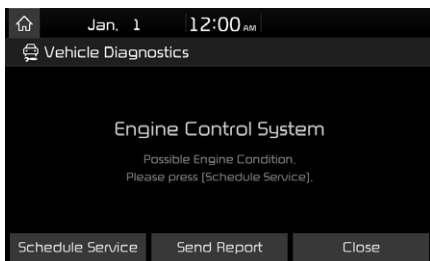 Jan. 1 12:00 AM
Vehicle Diagnostics
Engine Control System
Possible Engine Condition.
Please press [Schedule Service].
Schedule Service Send Report Close